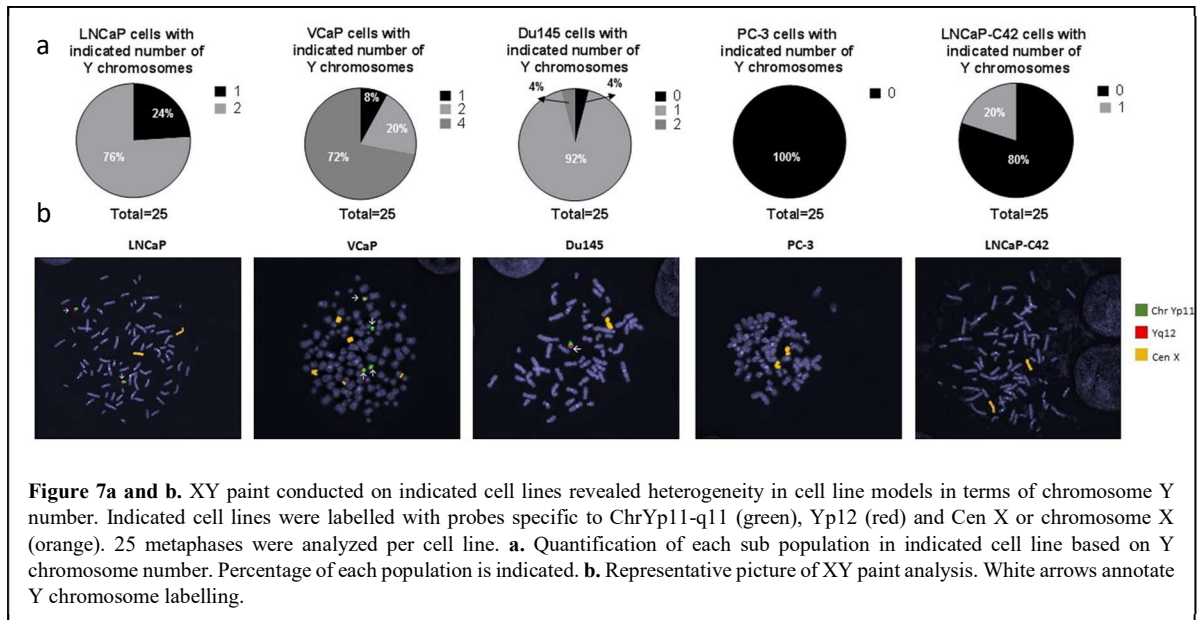 a
LNCaP cells with
indicated number of
Y chromosomes
24%
76%
1
2
Total=25
VCaP cells with
indicated number of
Y chromosomes
8%
20%
72%
1
2
4
Total=25
Du145 cells with
indicated number of
Y chromosomes
4%
4%
92%
0
1
2
Total=25
PC-3 cells with
indicated number of
Y chromosomes
100%
0
Total=25
LNCaP-C42 cells with
indicated number of
Y chromosomes
20%
80%
0
1
Total=25
b
LNCaP
VCaP
Du145
PC-3
LNCaP-C42
Chr Yp11
Yq12
Cen X
Figure 7a and b. XY paint conducted on indicated cell lines revealed heterogeneity in cell line models in terms of chromosome Y
number. Indicated cell lines were labelled with probes specific to ChrYp11-q11 (green), Yp12 (red) and Cen X or chromosome X
(orange). 25 metaphases were analyzed per cell line. a. Quantification of each sub population in indicated cell line based on Y
chromosome number. Percentage of each population is indicated. b. Representative picture of XY paint analysis. White arrows annotate
Y chromosome labelling.